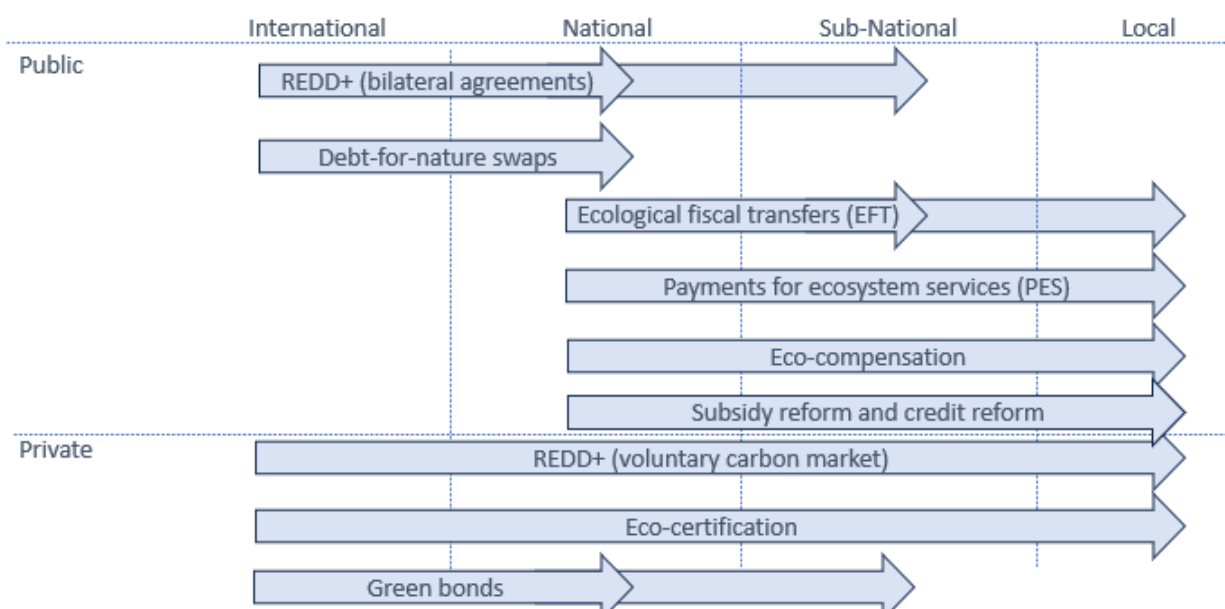 International National Sub-National Local
Public
REDD+ (bilateral agreements)
Debt-for-nature swaps
Ecological fiscal transfers (EFT)
Payments for ecosystem services (PES)
Eco-compensation
Subsidy reform and credit reform
Private
REDD+ (voluntary carbon market)
Eco-certification
Green bonds